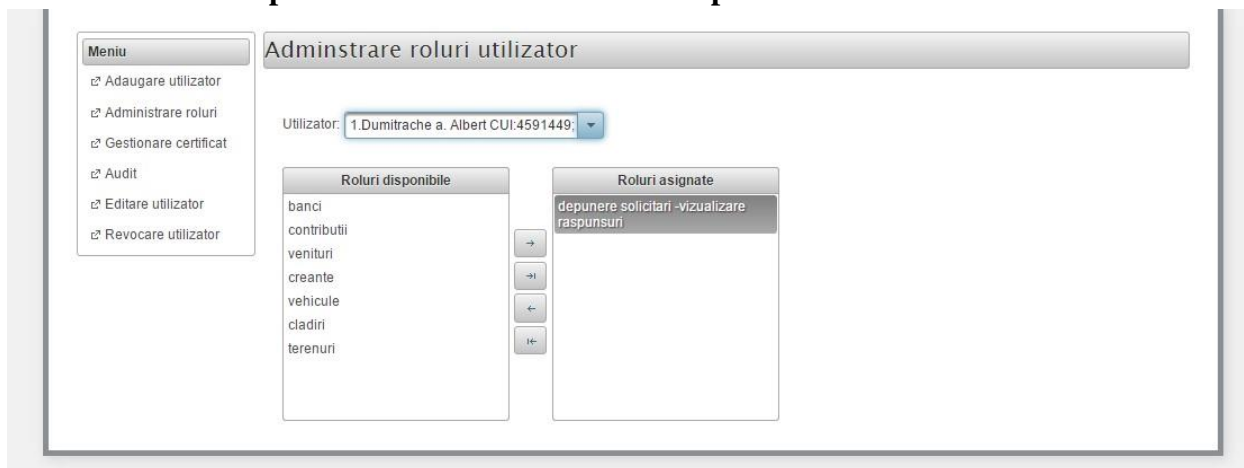 Meniu
Adminstrare roluri utilizator
Adaugare utilizator
Administrare roluri
Gestionare certificat
Audit
Editare utilizator
Revocare utilizator
Utilizator: 1.Dumitrache a. Albert CUI:4591449;
Roluri disponibile
banci
contributii
venituri
creante
vehicule
cladiri
terenuri
Roluri asignate
depunere solicitari -vizualizare
raspunsuri